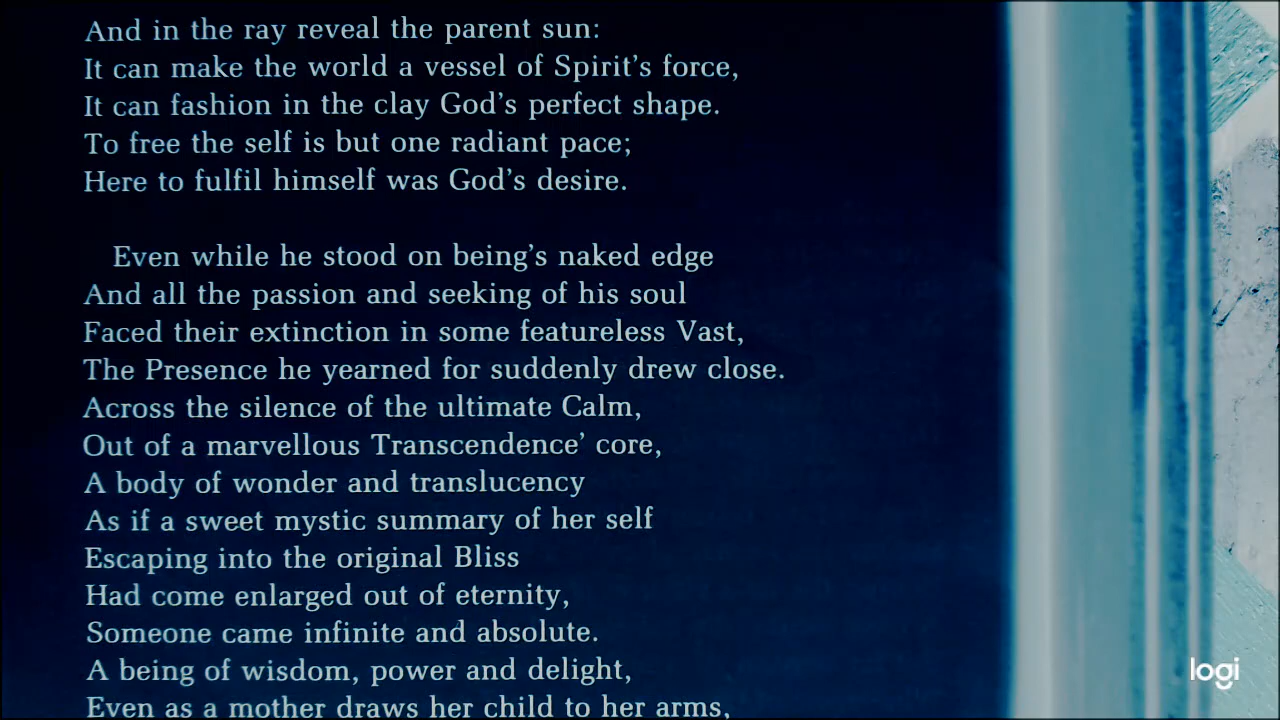 And in the ray reveal the parent sun:
It can make the world a vessel of Spirit's force,
It can fashion in the clay God's perfect shape.
To free the self is but one radiant pace;
Here to fulfil himself was God's desire.

Even while he stood on being's naked edge
And all the passion and seeking of his soul
Faced their extinction in some featureless Vast,
The Presence he yearned for suddenly drew close.
Across the silence of the ultimate Calm,
Out of a marvellous Transcendence' core,
A body of wonder and translucency
As if a sweet mystic summary of her self
Escaping into the original Bliss
Had come enlarged out of eternity,
Someone came infinite and absolute.
A being of wisdom, power and delight,
Even as a mother draws her child to her arms,
logi